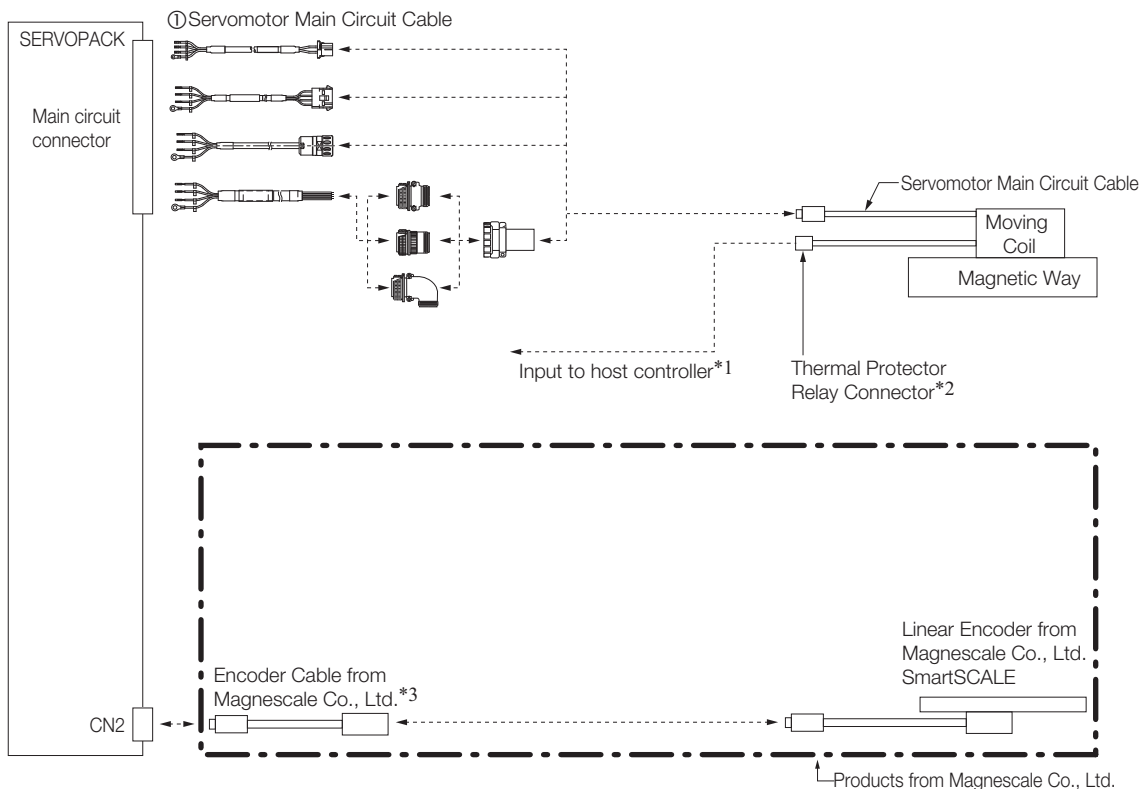 ①Servomotor Main Circuit Cable
SERVOPACK
Main circuit
connector
Servomotor Main Circuit Cable
Moving
Coil
Magnetic Way
Input to host controller*1
Thermal Protector
Relay Connector*2
Linear Encoder from
Magnescale Co., Ltd.
SmartSCALE
Encoder Cable from
Magnescale Co., Ltd.*3
CN2
Products from Magnescale Co., Ltd.